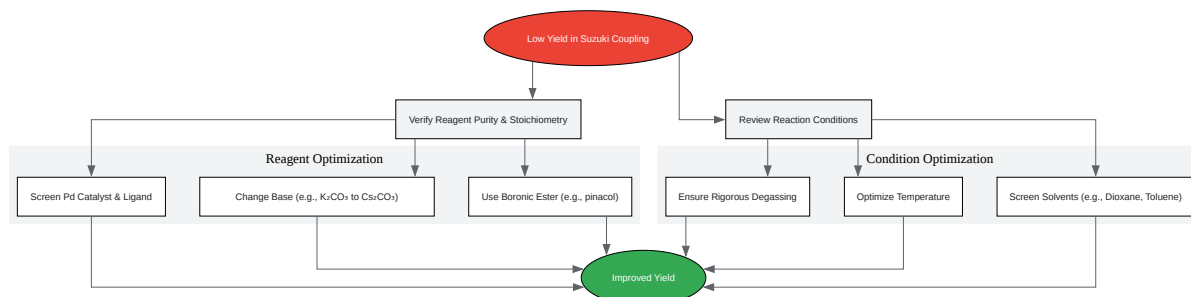 Low Yield in Suzuki Coupling
Verify Reagent Purity & Stoichiometry
Review Reaction Conditions
Reagent Optimization
Condition Optimization
Screen Pd Catalyst & Ligand
Change Base (e.g., K₂CO₃ to Cs₂CO₃)
Use Boronic Ester (e.g., pinacol)
Ensure Rigorous Degassing
Optimize Temperature
Screen Solvents (e.g., Dioxane, Toluene)
Improved Yield